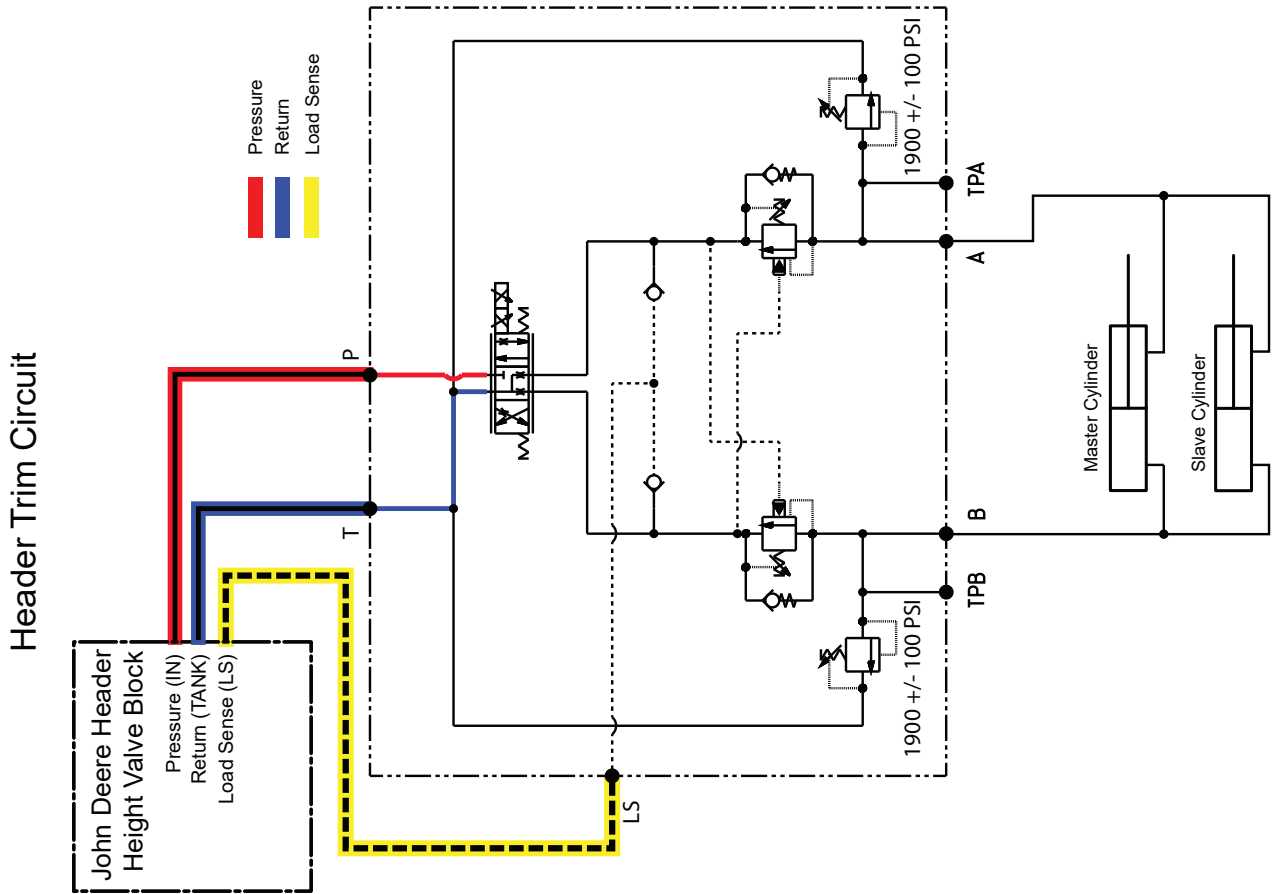 Header Trim Circuit
John Deere Header
Height Valve Block
Pressure (IN)
Return (TANK)
Load Sense (LS)
Pressure
Return
Load Sense
T
P
LS
1900 +/- 100 PSI
1900 +/- 100 PSI
TPB
B
A
TPA
Master Cylinder
Slave Cylinder